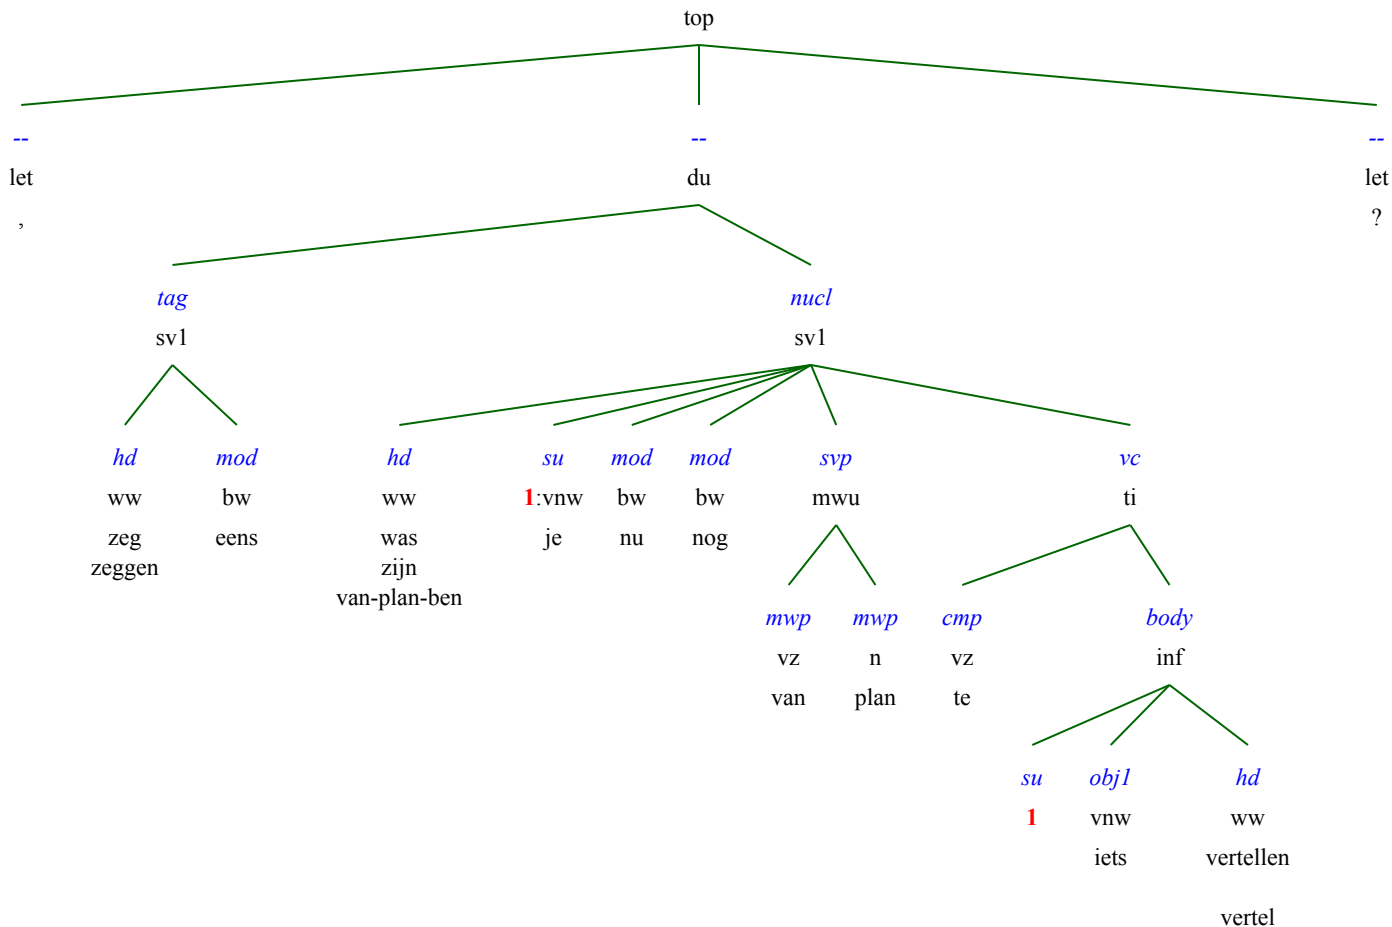 top
-- -- --
let du let
, ?
tag nucl
sv1 sv1
hd mod hd su mod mod svp vc
ww bw ww 1:vnw bw bw mwu ti
zeg eens was je nu nog
zeggen zijn
van-plan-ben
mwp mwp cmp body
vz n vz inf
van plan te
su obj1 hd
1 vnw ww
iets vertellen
vertel